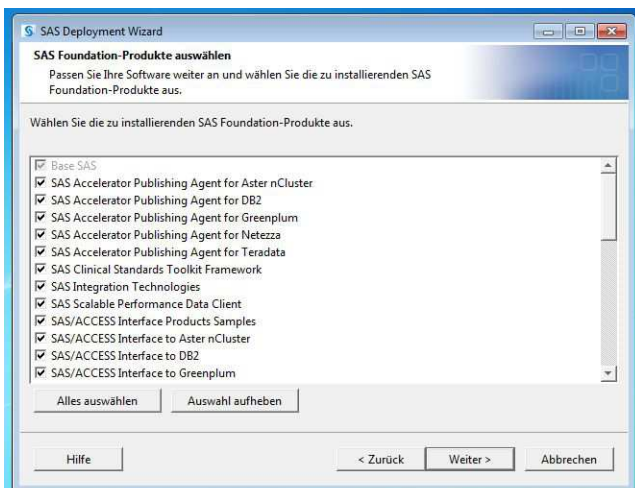 SAS Deployment Wizard
SAS Foundation-Produkte auswählen
Passen Sie Ihre Software weiter an und wählen Sie die zu installierenden SAS
Foundation-Produkte aus.
Wählen Sie die zu installierenden SAS Foundation-Produkte aus.
Base SAS
SAS Accelerator Publishing Agent for Aster nCluster
SAS Accelerator Publishing Agent for DB2
SAS Accelerator Publishing Agent for Greenplum
SAS Accelerator Publishing Agent for Netezza
SAS Accelerator Publishing Agent for Teradata
SAS Clinical Standards Toolkit Framework
SAS Integration Technologies
SAS Scalable Performance Data Client
SAS/ACCESS Interface Products Samples
SAS/ACCESS Interface to Aster nCluster
SAS/ACCESS Interface to DB2
SAS/ACCESS Interface to Greenplum
Alles auswählen Auswahl aufheben
Hilfe < Zurück Weiter > Abbrechen